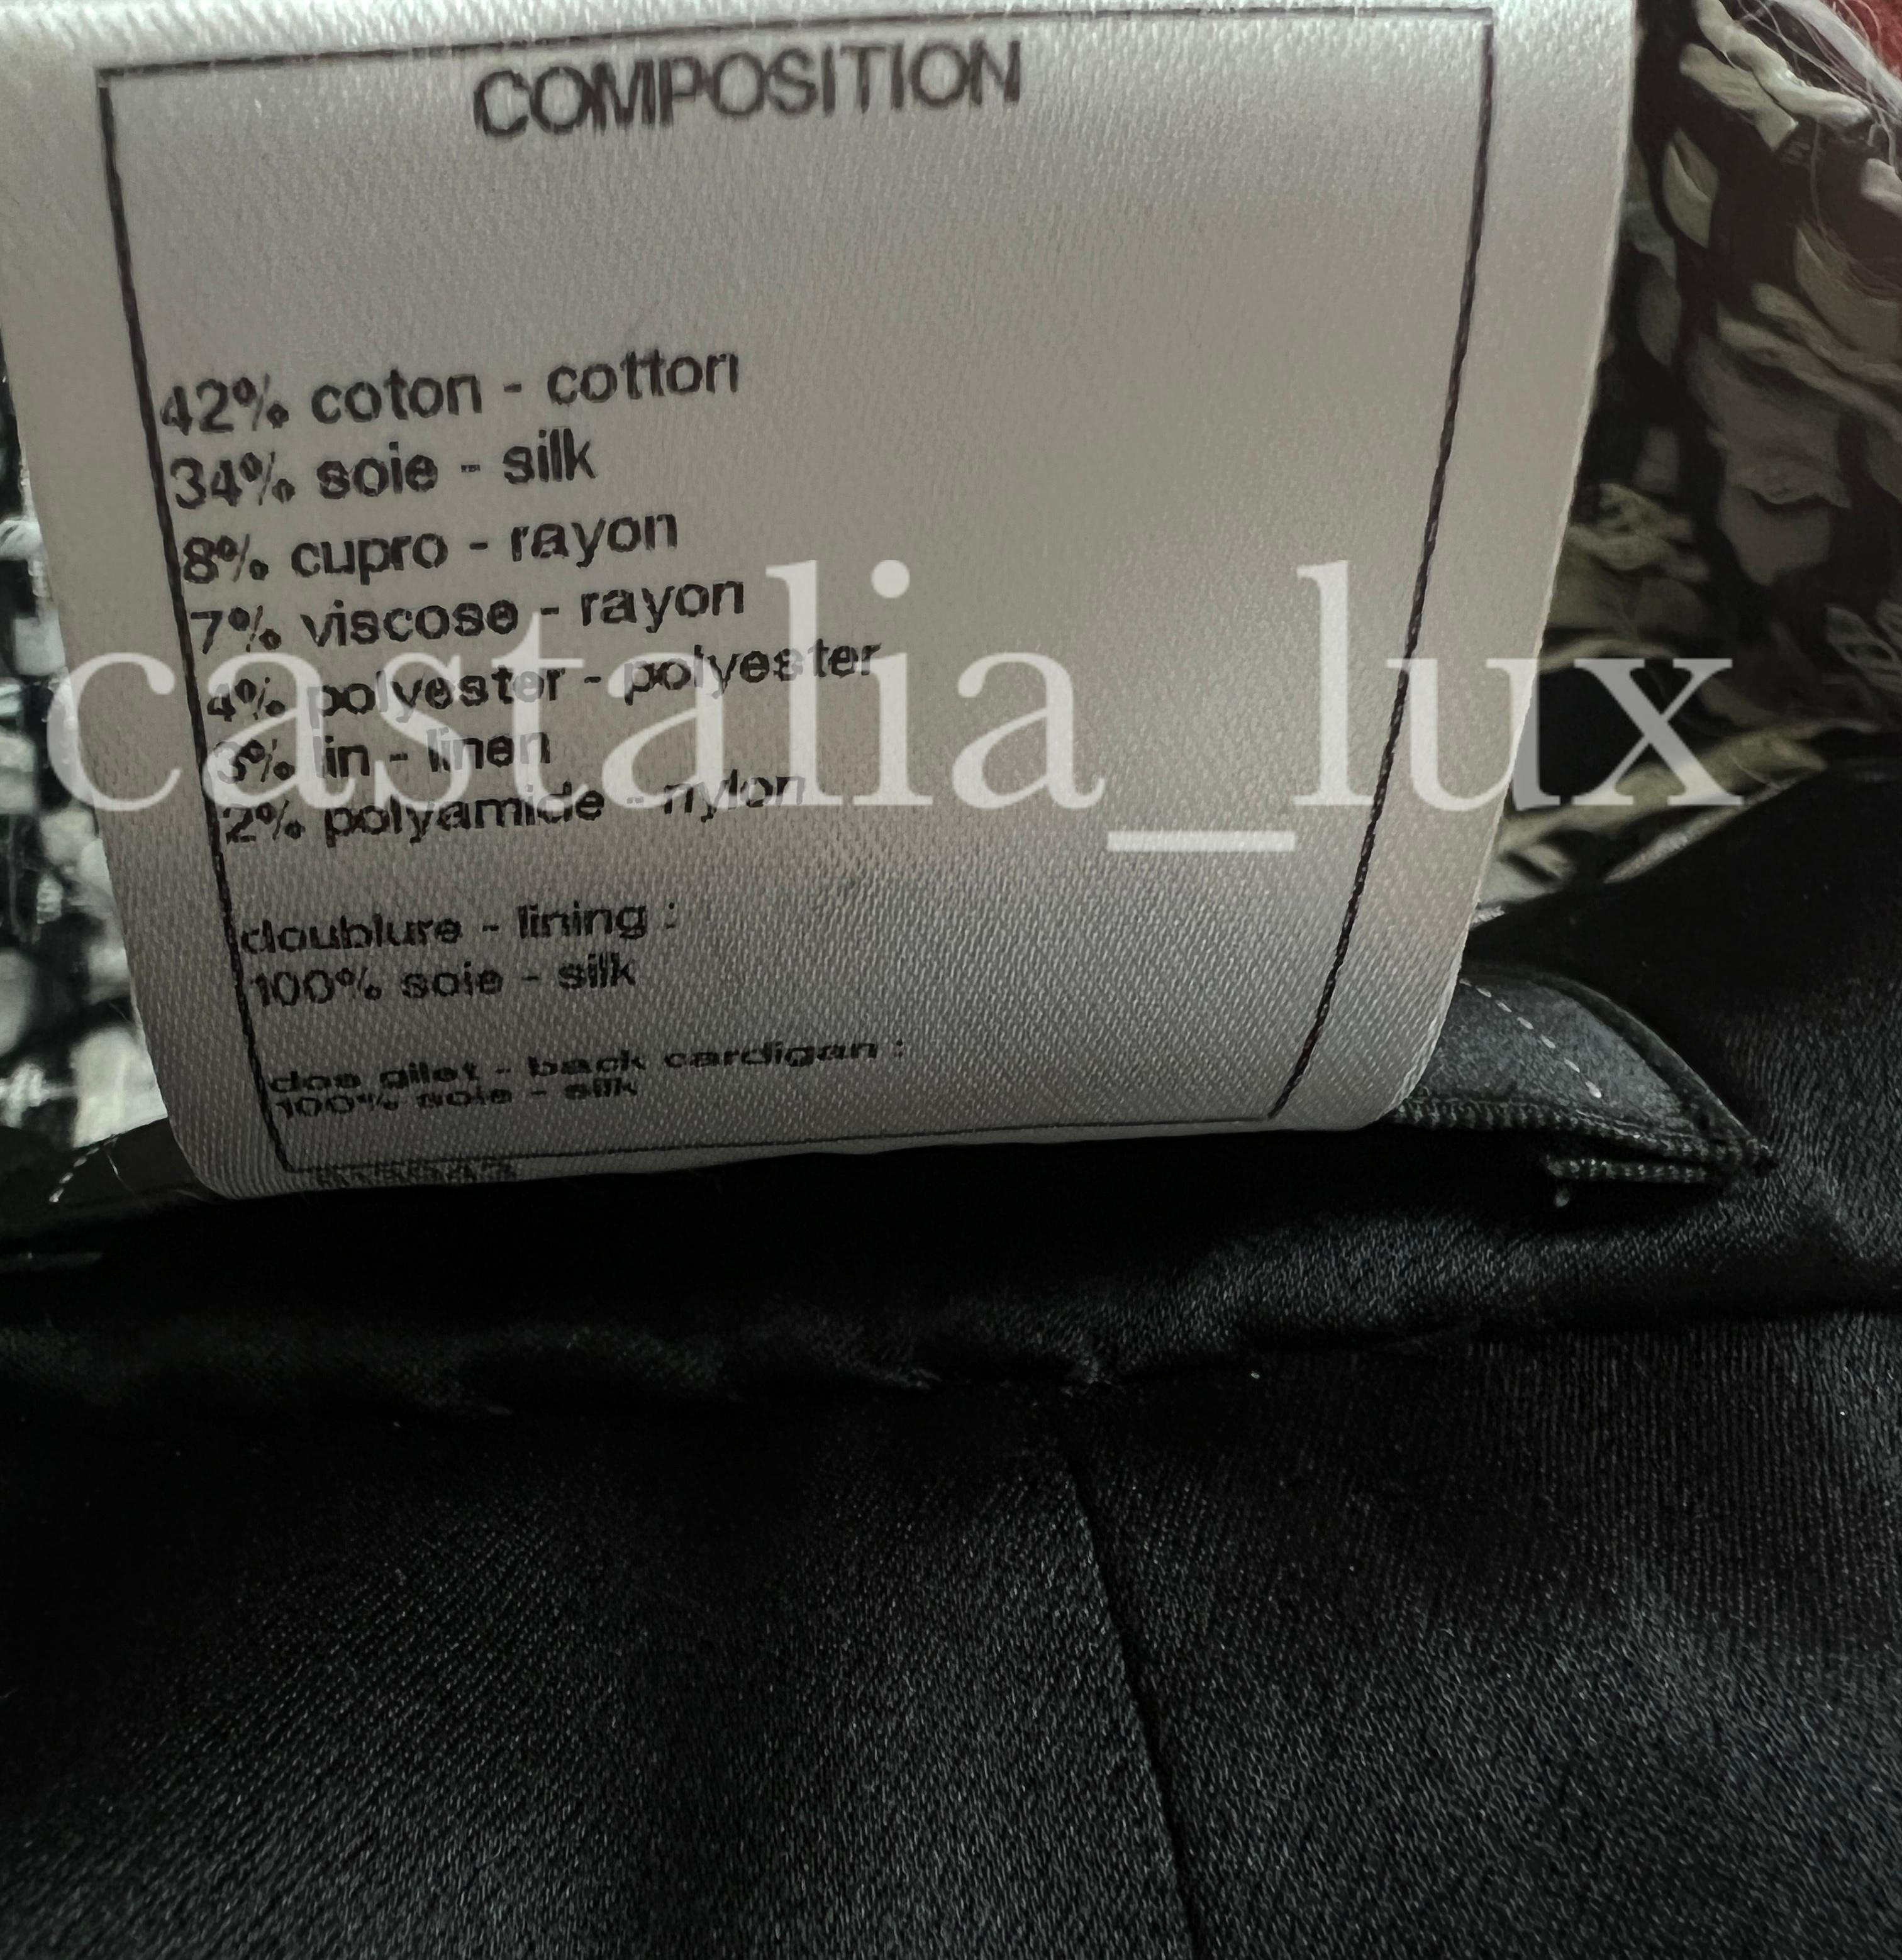 COMPOSITION
42% coton - cotton
34% soie - silk
8% cupro - rayon
7% viscose - rayon
4% polyester - polyester
3% lin - linen
2% polyamide - nylon
castalia_lux
doublure - lining :
100% soie - silk
dos gilet - back cardigan :
100% soie - silk